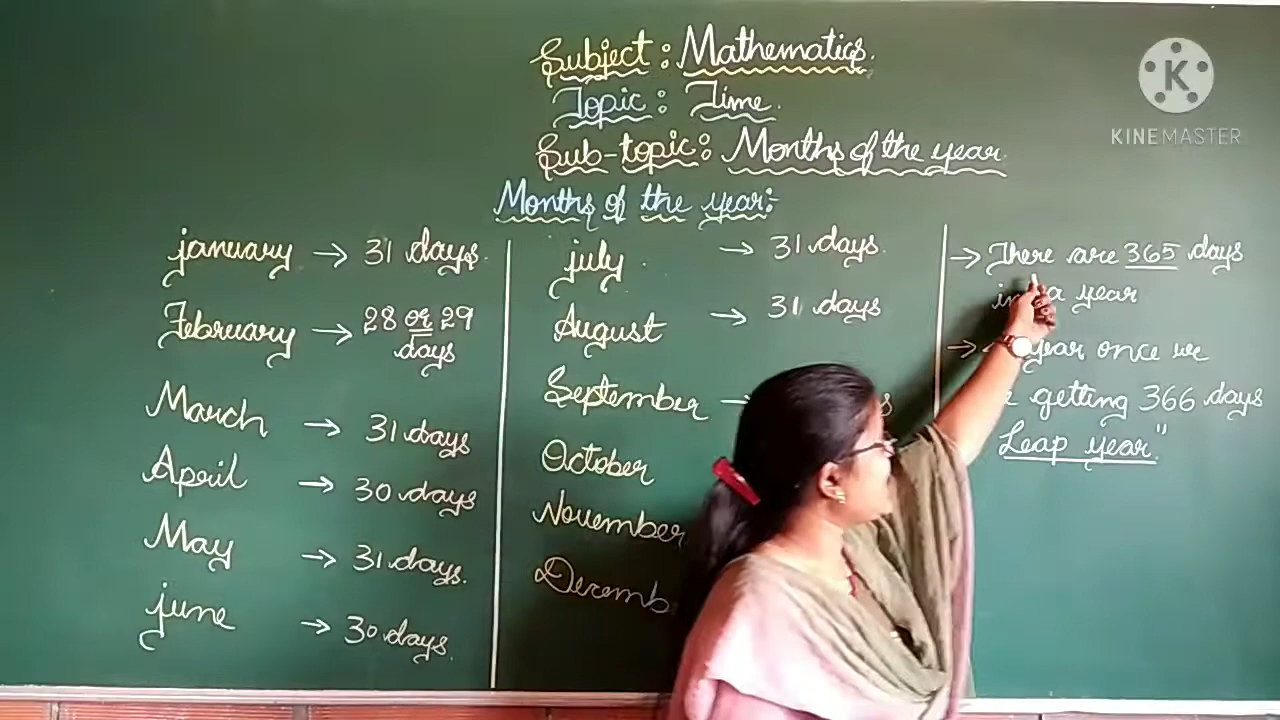 Subject : Mathematics.
Topic : Time.
Sub-topic : Months of the year.
Months of the year:-
january → 31 days.
February → 28 or 29 days
March → 31 days
April → 30 days
May → 31 days.
june → 30 days.
july → 31 days.
August → 31 days
September →
October
November
Decemb
→ There are 365 days
in a year
→ year once we
getting 366 days
Leap year".
K
KINEMASTER